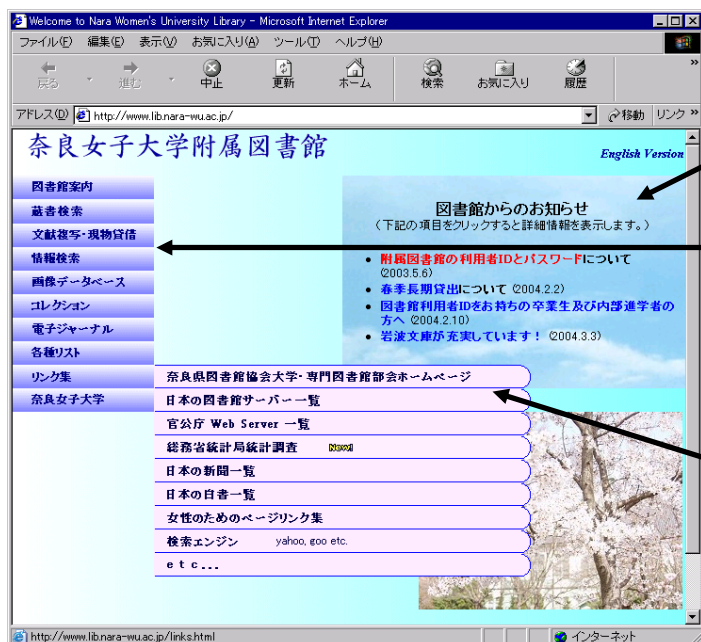 Welcome to Nara Women's University Library - Microsoft Internet Explorer
ファイル(F) 編集(E) 表示(V) お気に入り(A) ツール(T) ヘルプ(H)
戻る 進む 中止 更新 ホーム 検索 お気に入り 履歴 »
アドレス(D) http://www.lib.nara-wu.ac.jp/ 移動 リンク »
奈良女子大学附属図書館
English Version
図書館案内
蔵書検索
文献複写・現物貸借
情報検索
画像データベース
コレクション
電子ジャーナル
各種リスト
リンク集
奈良女子大学
図書館からのお知らせ
(下記の項目をクリックすると詳細情報を表示します。)
• 附属図書館の利用者IDとパスワードについて
(2003.5.6)
• 春季長期貸出について (2004.2.2)
• 図書館利用者IDをお持ちの卒業生及び内部進学者の
方へ (2004.2.10)
• 岩波文庫が充実しています! (2004.3.3)
奈良県図書館協会大学・専門図書館部会ホームページ
日本の図書館サーバー一覧
官公庁 Web Server 一覧
総務省統計局統計調査 New!
日本の新聞一覧
日本の白書一覧
女性のためのページリンク集
検索エンジン yahoo, goo etc.
etc...
http://www.lib.nara-wu.ac.jp/links.html インターネット